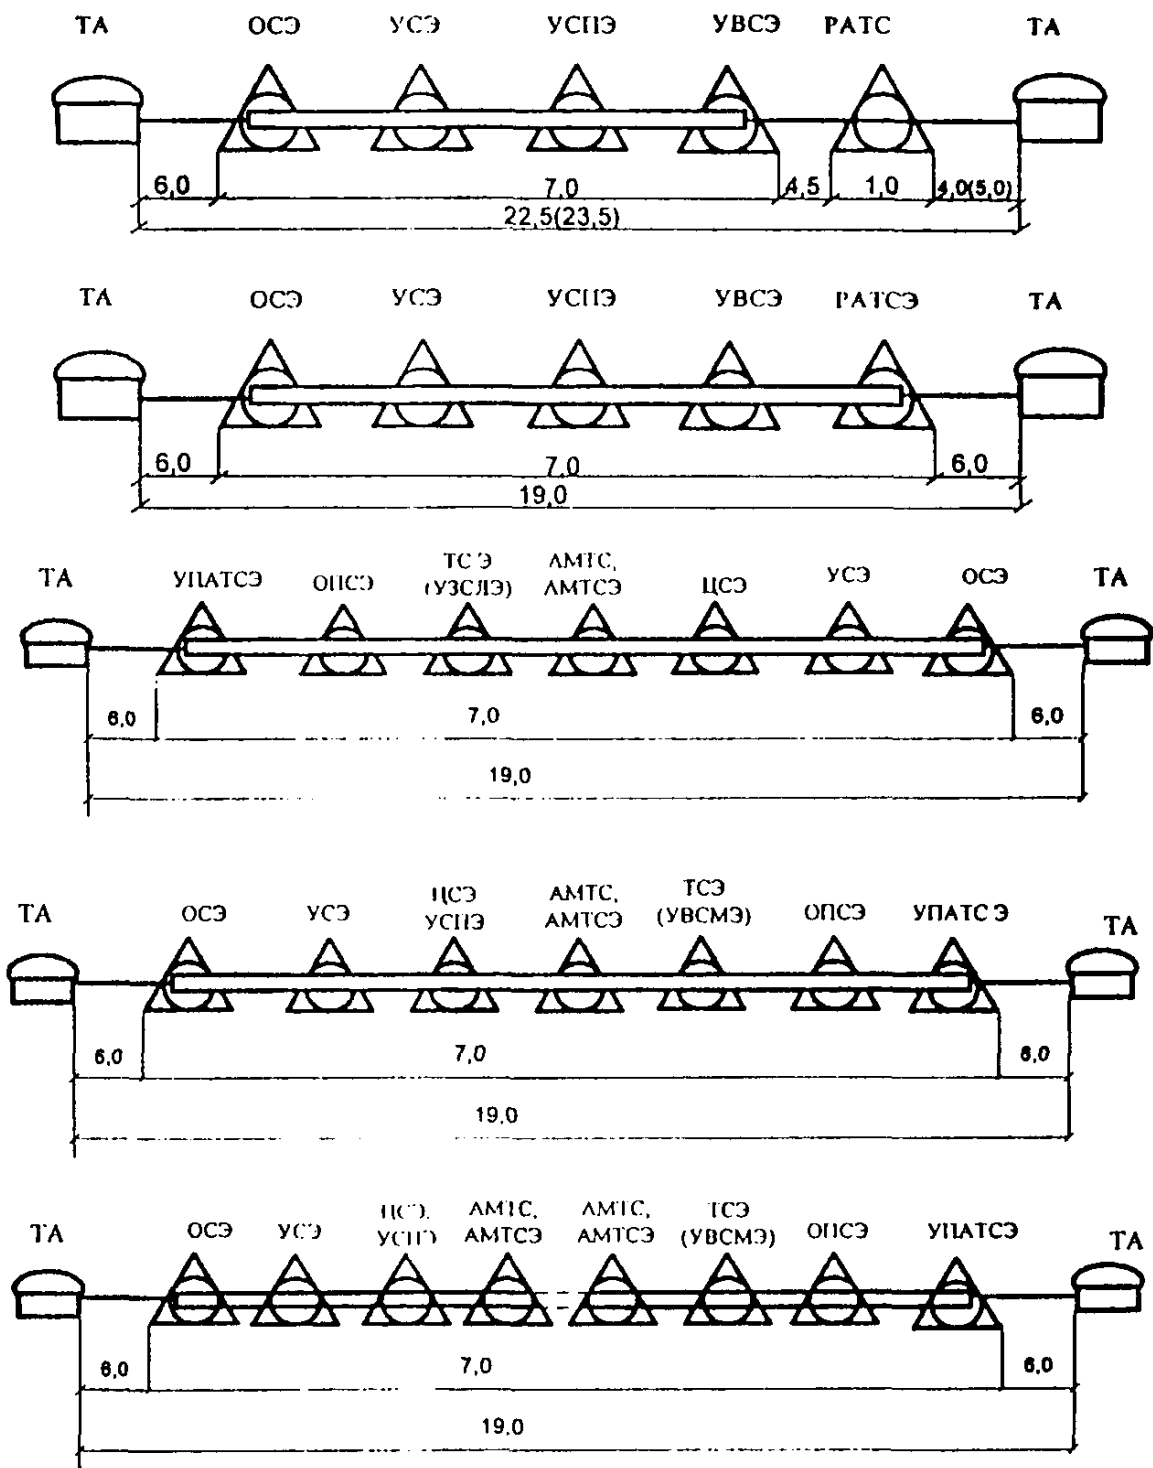 ТА ОСЭ УСЭ УСПЭ УВСЭ РАТС ТА
6,0 7,0 4,5 1,0 4,0(5,0)
22,5(23,5)
ТА ОСЭ УСЭ УСПЭ УВСЭ РАТСЭ ТА
6,0 7,0 6,0
19,0
ТСЭ АМТС,
ТА УПАТСЭ ОПСЭ (УЗСЛЭ) АМТСЭ ЦСЭ УСЭ ОСЭ ТА
6,0 7,0 6,0
19,0
ЦСЭ АМТС, ТСЭ
ТА ОСЭ УСЭ УСПЭ АМТСЭ (УВСМЭ) ОПСЭ УПАТСЭ ТА
6,0 7,0 6,0
19,0
ЦСЭ, АМТС, АМТС, ТСЭ
ТА ОСЭ УСЭ УСПЭ АМТСЭ АМТСЭ (УВСМЭ) ОПСЭ УПАТСЭ ТА
6,0 7,0 6,0
19,0